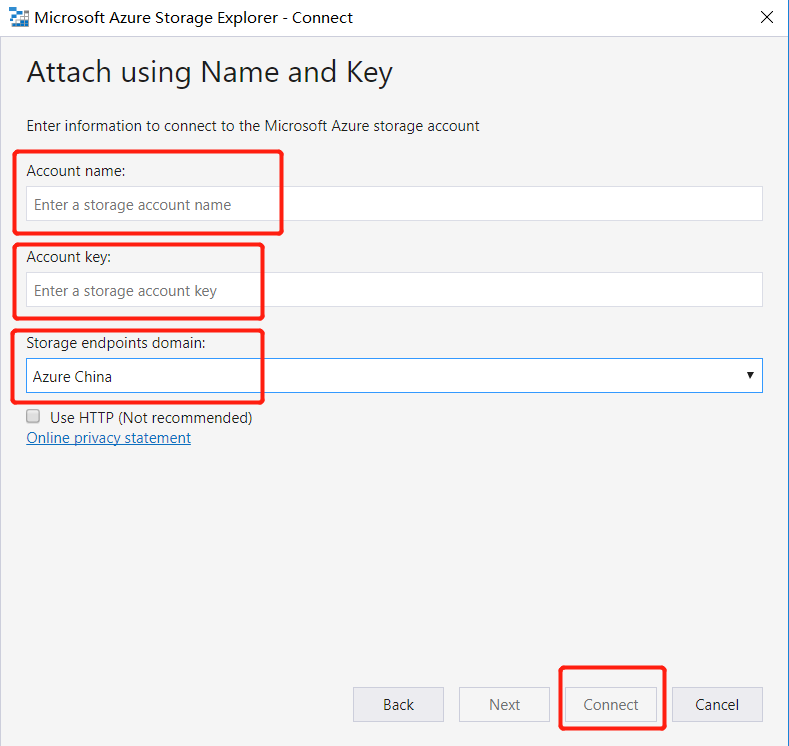 Microsoft Azure Storage Explorer - Connect
Attach using Name and Key
Enter information to connect to the Microsoft Azure storage account
Account name:
Enter a storage account name
Account key:
Enter a storage account key
Storage endpoints domain:
Azure China
Use HTTP (Not recommended)
Online privacy statement
Back Next Connect Cancel